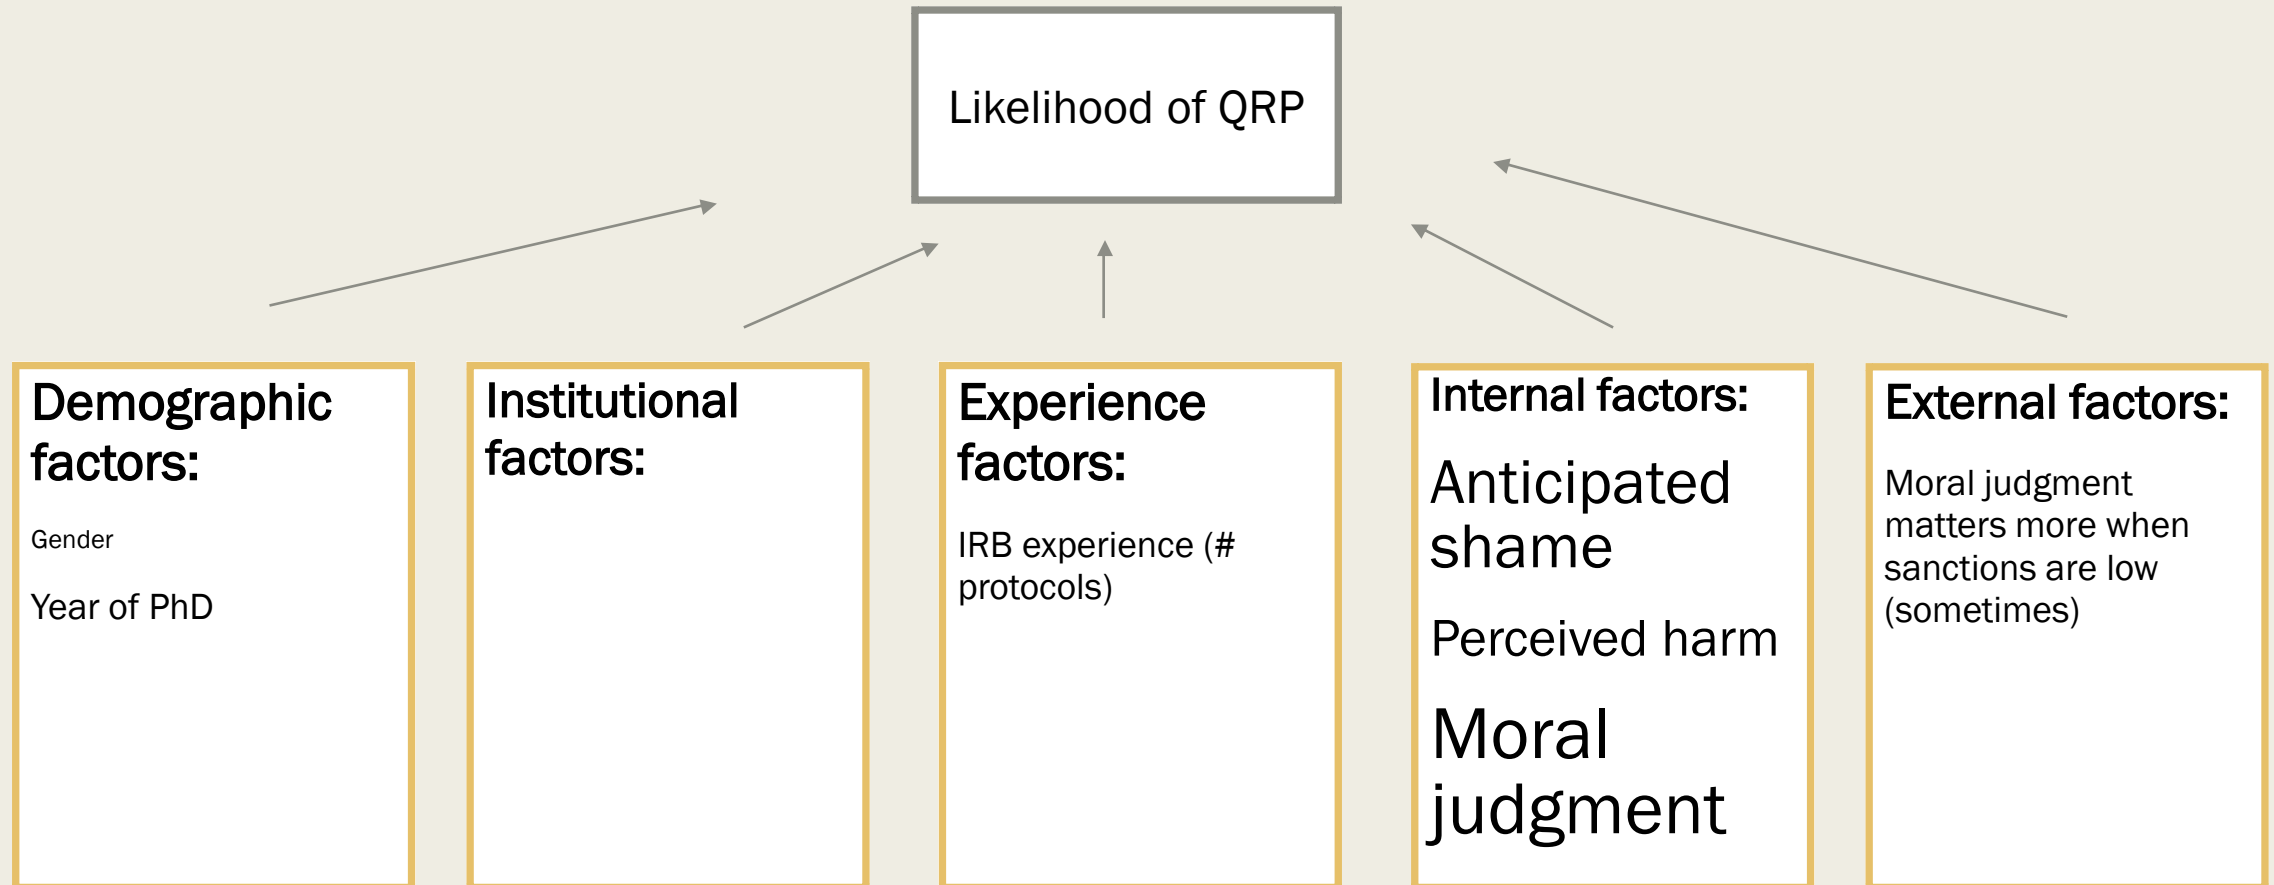 Likelihood of QRP
Demographic
factors:
Gender
Year of PhD
Institutional
factors:
Experience
factors:
IRB experience (#
protocols)
Internal factors:
Anticipated
shame
Perceived harm
Moral
judgment
External factors:
Moral judgment
matters more when
sanctions are low
(sometimes)